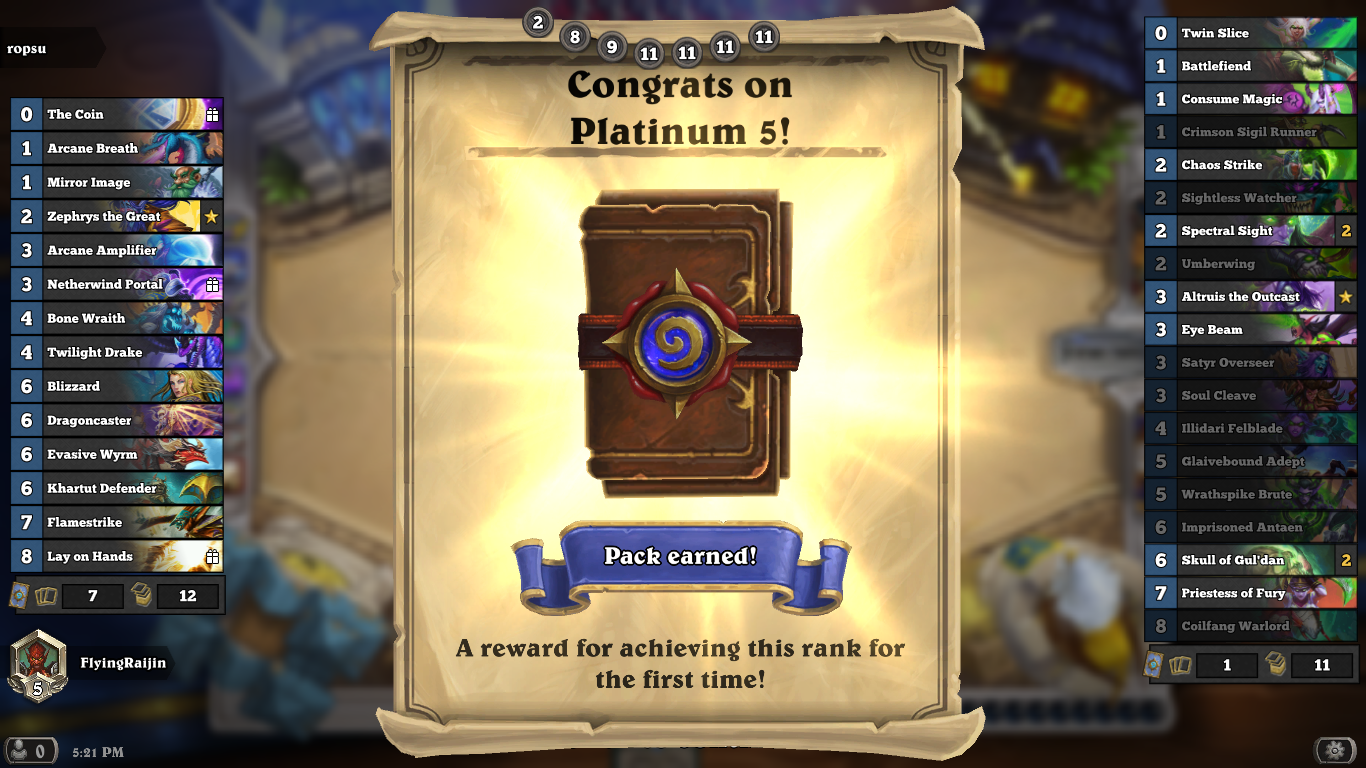 2
8
9
11
11
11
11
ropsu
0 The Coin
1 Arcane Breath
1 Mirror Image
2 Zephrys the Great
3 Arcane Amplifier
3 Netherwind Portal
4 Bone Wraith
4 Twilight Drake
6 Blizzard
6 Dragoncaster
6 Evasive Wyrm
6 Khartut Defender
7 Flamestrike
8 Lay on Hands
7 12
5 FlyingRaijin
0 5:21 PM
Congrats on
Platinum 5!
Pack earned!
A reward for achieving this rank for
the first time!
0 Twin Slice
1 Battlefiend
1 Consume Magic
1 Crimson Sigil Runner
2 Chaos Strike
2 Sightless Watcher
2 Spectral Sight 2
2 Umberwing
3 Altruis the Outcast
3 Eye Beam
3 Satyr Overseer
3 Soul Cleave
4 Illidari Felblade
5 Glaivebound Adept
5 Wrathspike Brute
6 Imprisoned Antaen
6 Skull of Gul'dan 2
7 Priestess of Fury
8 Coilfang Warlord
1 11